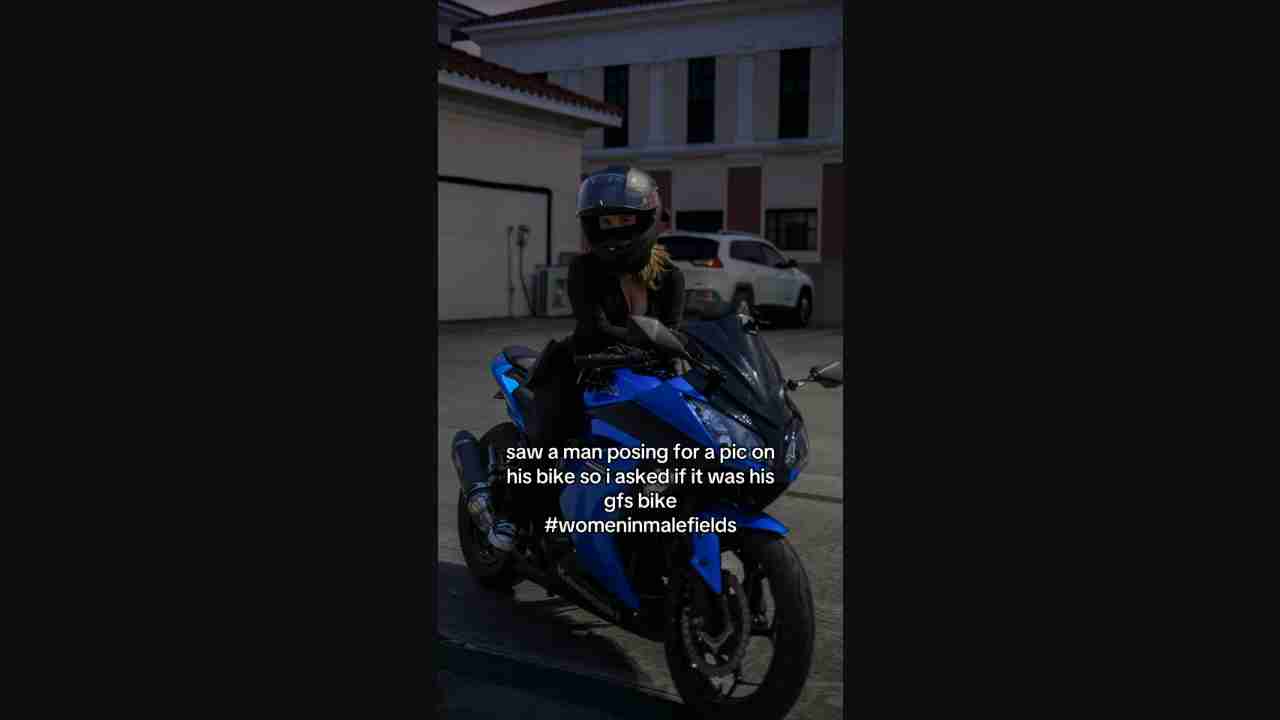 saw a man posing for a pic on
his bike so i asked if it was his
gfs bike
#womeninmalefields